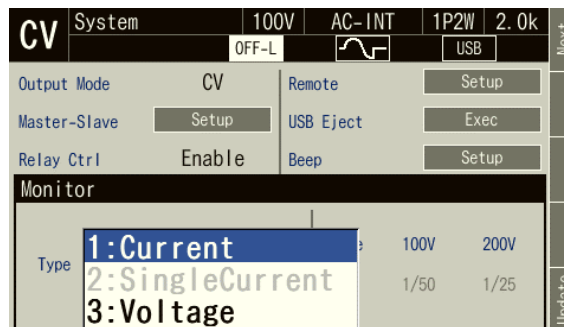 CV System 100V AC-INT 1P2W 2.0k
OFF-L USB
Next
Output Mode CV Remote Setup
Master-Slave Setup USB Eject Exec
Relay Ctrl Enable Beep Setup
Monitor
1:Current 100V 200V
Type
2:SingleCurrent 1/50 1/25
3:Voltage